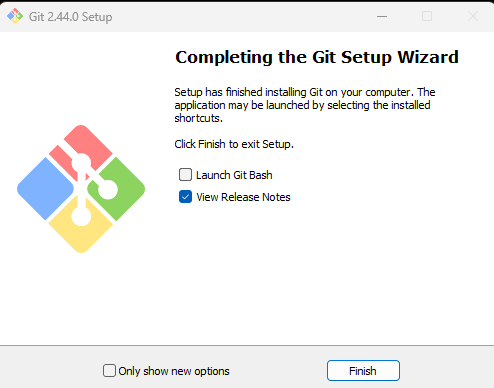 Git 2.44.0 Setup
Completing the Git Setup Wizard
Setup has finished installing Git on your computer. The
application may be launched by selecting the installed
shortcuts.
Click Finish to exit Setup.
Launch Git Bash
View Release Notes
Only show new options
Finish